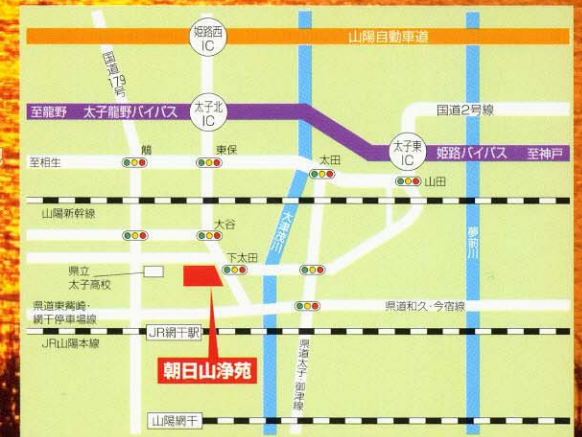 姫路西
IC
山陽自動車道
国道179号
至龍野 太子龍野バイパス
太子北
IC
国道2号線
太子東
IC
姫路バイパス 至神戸
至相生
鵤
東保
太田
山田
山陽新幹線
大津茂川
夢前川
大谷
下太田
県立
太子高校
県道東觜崎・
網干停車場線
県道和久・今宿線
JR網干駅
JR山陽本線
朝日山浄苑
県道太子・御津線
山陽網干